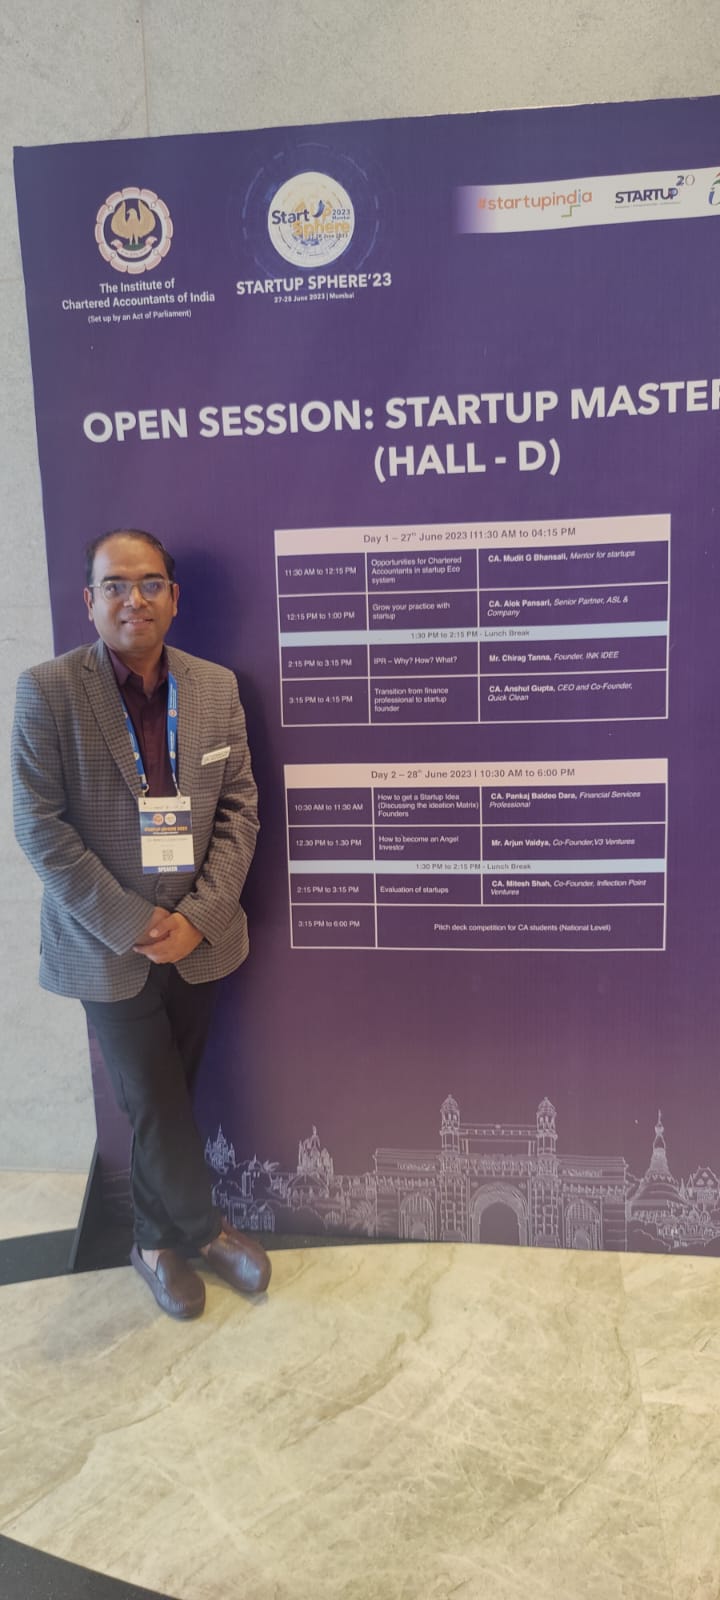 The Institute of
Chartered Accountants of India
(Set up by an Act of Parliament)
Start Up 2023
Mumbai
Sphere
STARTUP SPHERE'23
27-28 June 2023 | Mumbai
#startupindia
STARTUP20
OPEN SESSION: STARTUP MASTER
(HALL - D)
Day 1 – 27th June 2023 I 11:30 AM to 04:15 PM
11:30 AM to 12:15 PM
Opportunities for Chartered
Accountants in startup Eco
system
CA. Mudit G Bhansali, Mentor for startups
12:15 PM to 1:00 PM
Grow your practice with
startup
CA. Alok Pansari, Senior Partner, ASL &
Company
1:30 PM to 2:15 PM - Lunch Break
2:15 PM to 3:15 PM
IPR – Why? How? What?
Mr. Chirag Tanna, Founder, INK IDEE
3:15 PM to 4:15 PM
Transition from finance
professional to startup
founder
CA. Anshul Gupta, CEO and Co-Founder,
Quick Clean
Day 2 – 28th June 2023 I 10:30 AM to 6:00 PM
10:30 AM to 11:30 AM
How to get a Startup Idea
(Discussing the ideation Matrix)
Founders
CA. Pankaj Baldeo Dara, Financial Services
Professional
12.30 PM to 1.30 PM
How to become an Angel
Investor
Mr. Arjun Vaidya, Co-Founder,V3 Ventures
1:30 PM to 2:15 PM - Lunch Break
2:15 PM to 3:15 PM
Evaluation of startups
CA. Mitesh Shah, Co-Founder, Inflection Point
Ventures
3:15 PM to 6:00 PM
Pitch deck competition for CA students (National Level)
STARTUP SPHERE 2023
SPEAKER